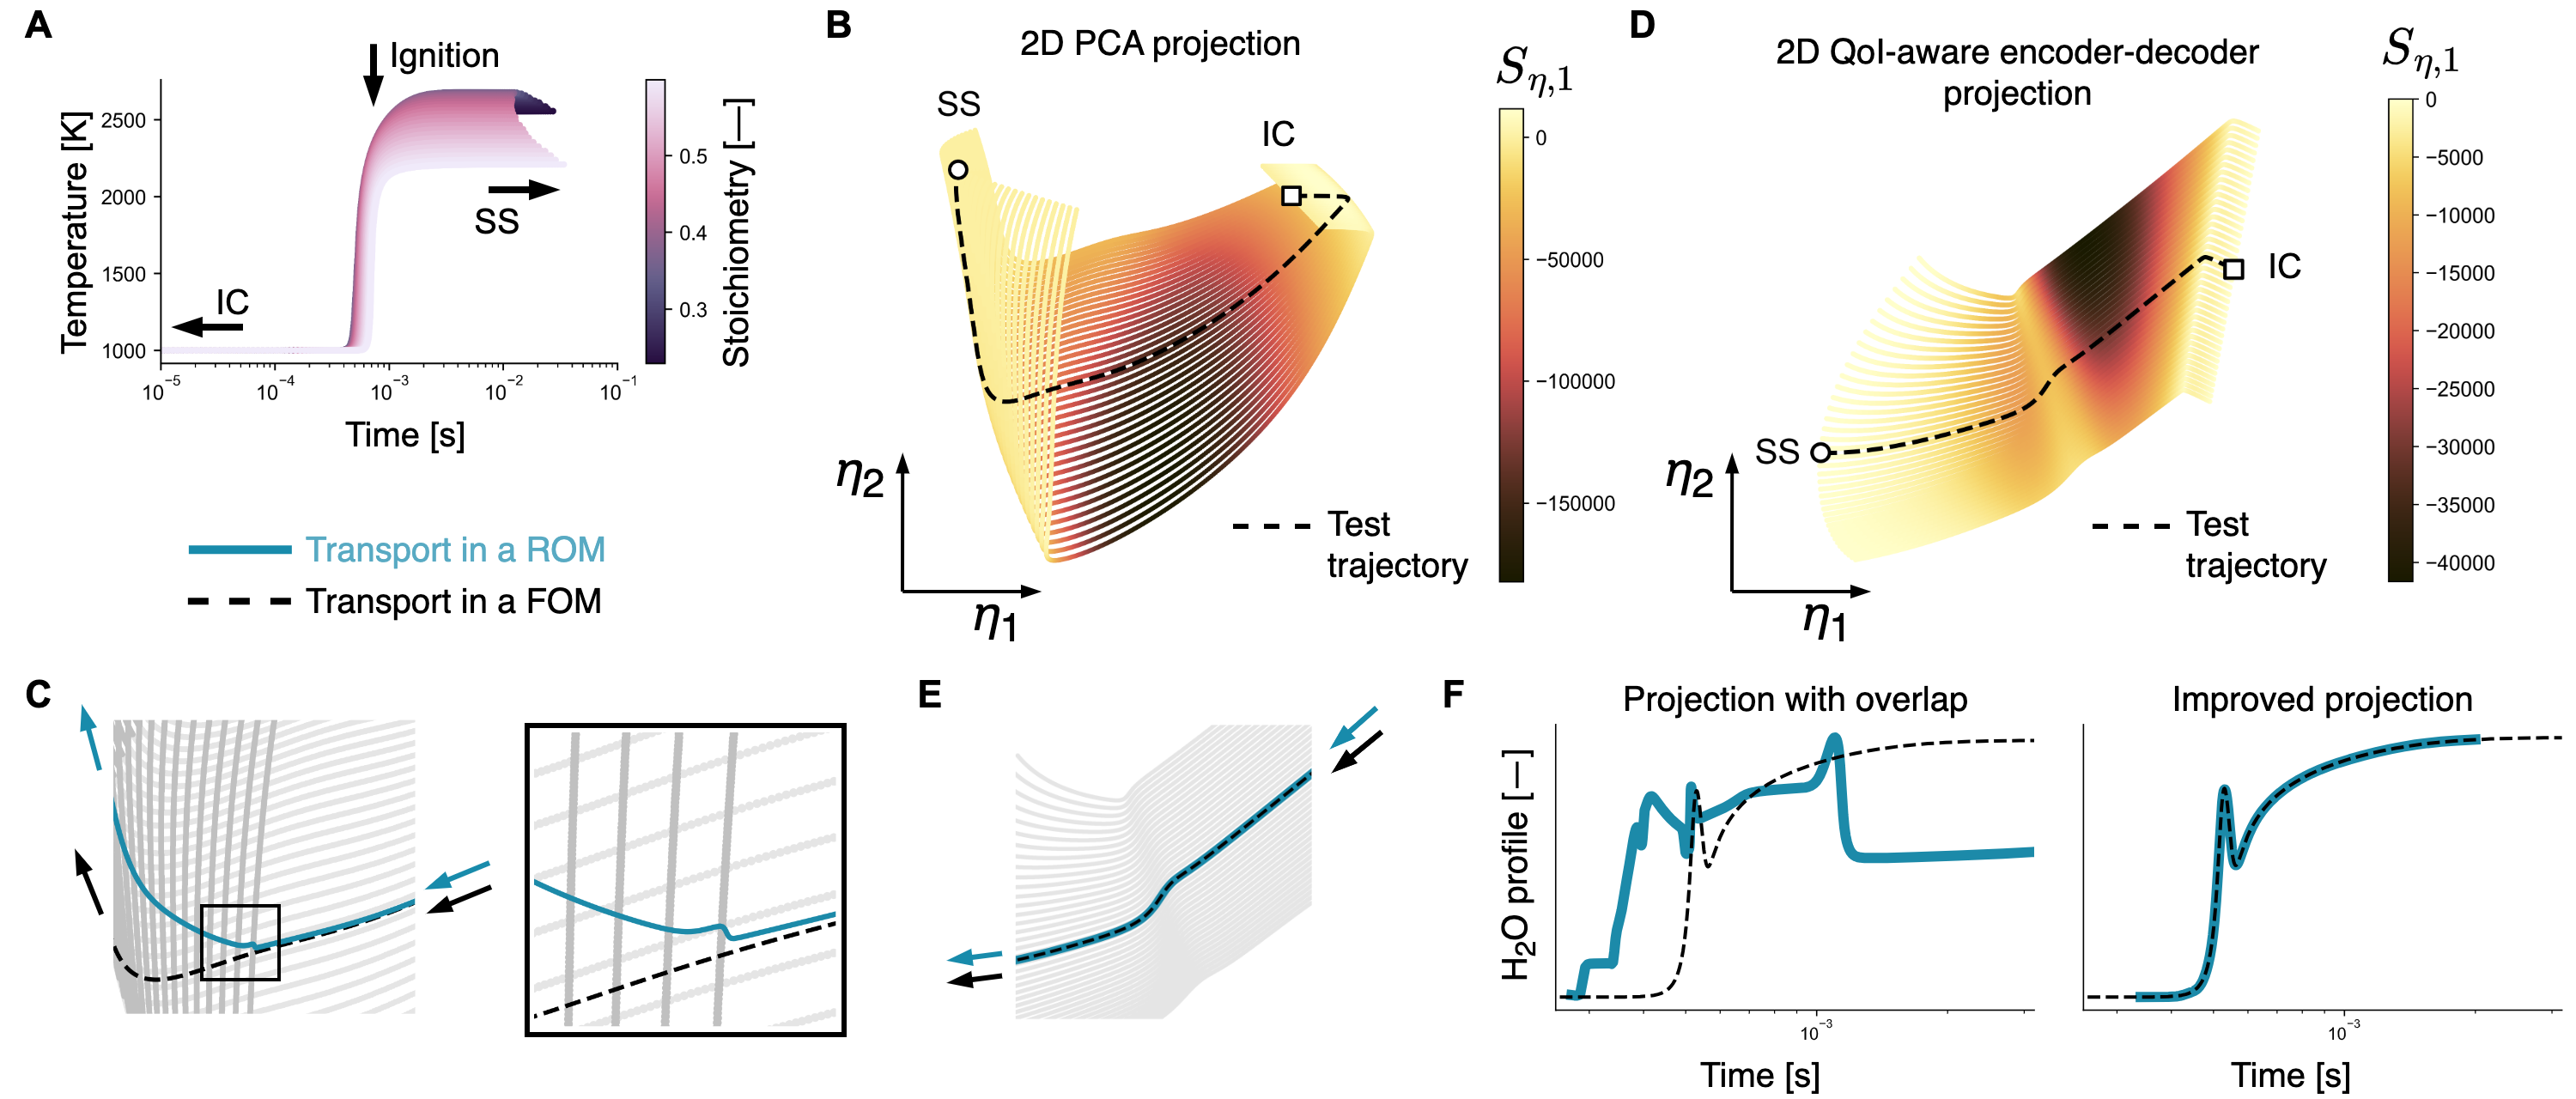 A
Ignition
Temperature [K]
2500
2000
1500
1000
IC
SS
10⁻⁵
10⁻⁴
10⁻³
10⁻²
10⁻¹
Time [s]
0.5
0.4
0.3
Stoichiometry [—]
Transport in a ROM
Transport in a FOM
B
2D PCA projection
SS
IC
Sη,1
0
−50000
−100000
−150000
η2
η1
Test
trajectory
D
2D QoI-aware encoder-decoder
projection
Sη,1
0
−5000
−10000
−15000
−20000
−25000
−30000
−35000
−40000
IC
SS
η2
η1
Test
trajectory
C
E
F
Projection with overlap
Improved projection
H₂O profile [—]
10⁻³
10⁻³
Time [s]
Time [s]